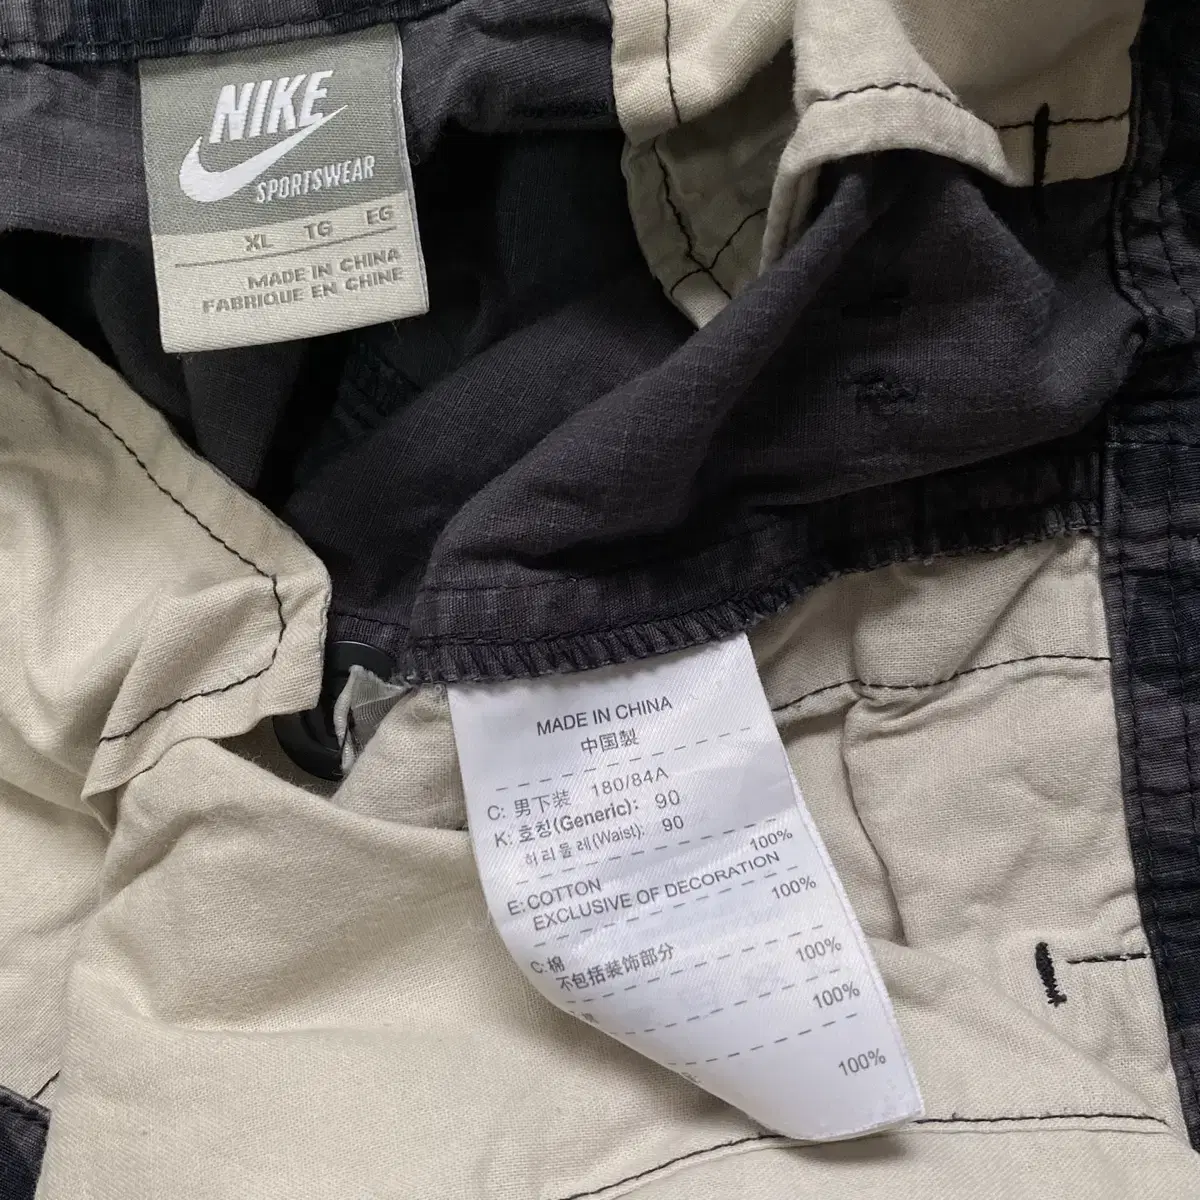 NIKE
SPORTSWEAR
XL TG EG
MADE IN CHINA
FABRIQUE EN CHINE
MADE IN CHINA
中国製
C: 男下装 180/84A
K: 호칭(Generic): 90
허리둘레(Waist): 90
100%
E: COTTON
EXCLUSIVE OF DECORATION
100%
C: 棉
不包括装饰部分
100%
100%
100%